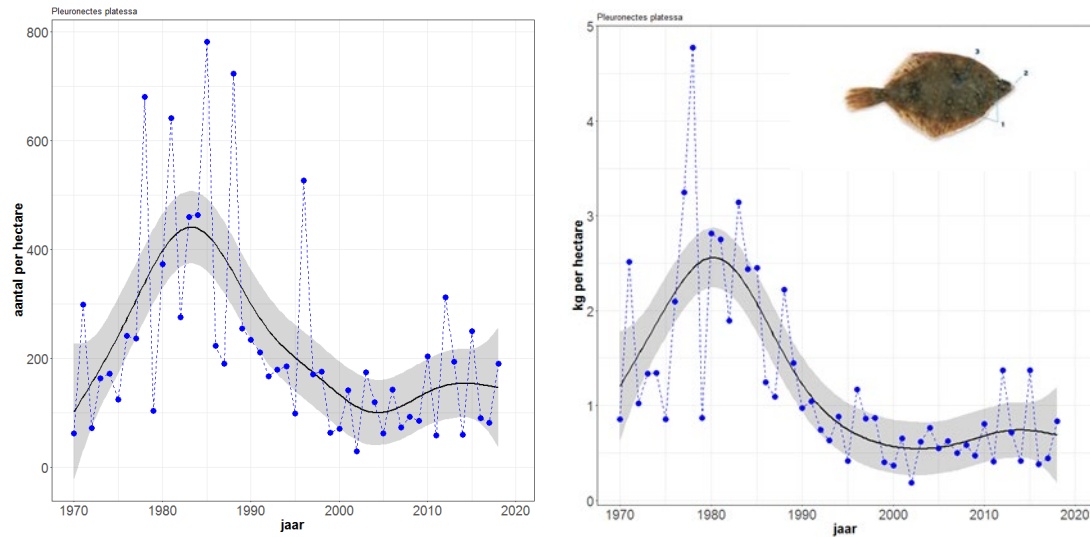 Pleuronectes platessa
aantal per hectare
800
600
400
200
0
1970 1980 1990 2000 2010 2020
jaar
Pleuronectes platessa
kg per hectare
5
4
3
2
1
0
1970 1980 1990 2000 2010 2020
jaar
3
2
1